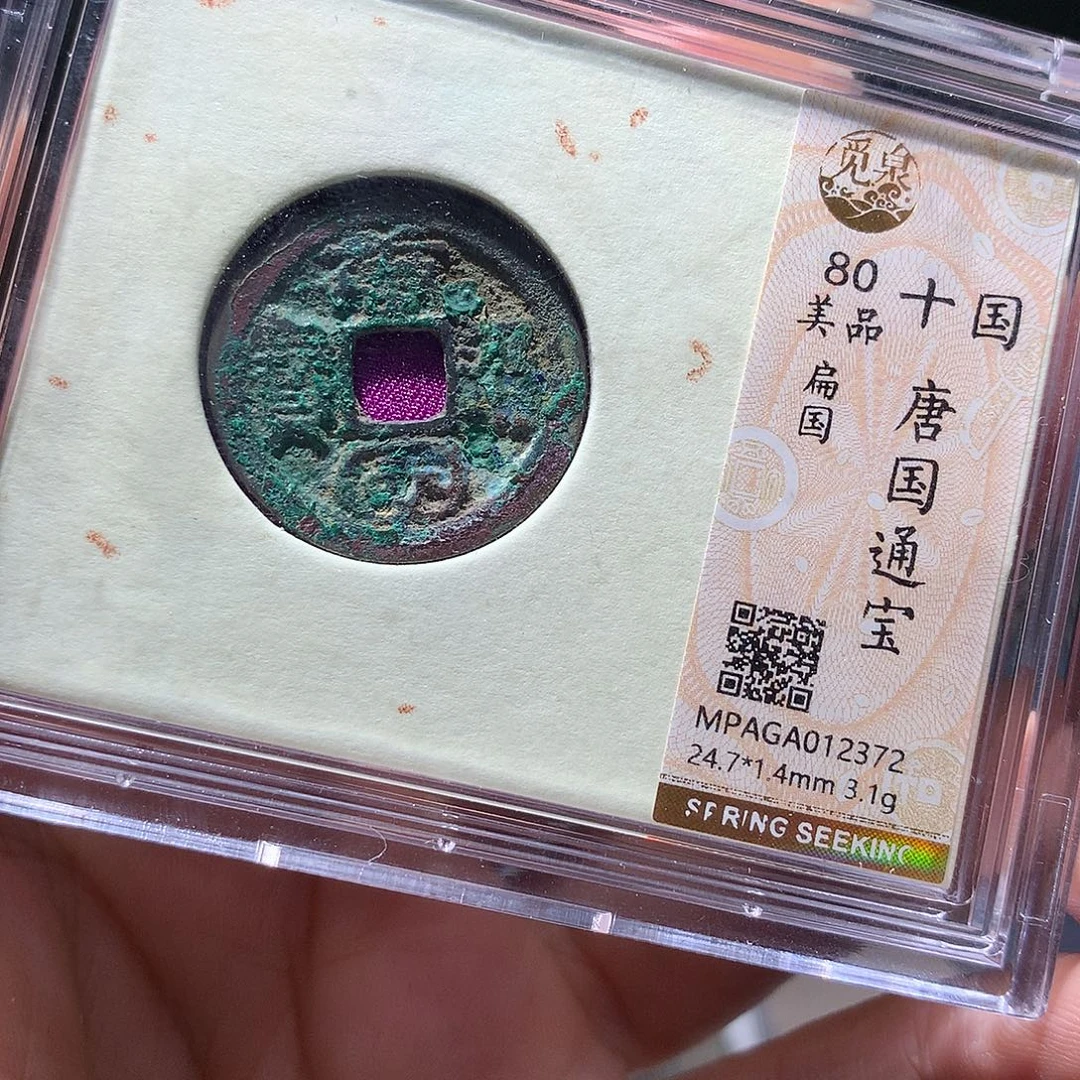 觅泉
80
美品
扁国
十国
唐国通宝
MPAGA012372
24.7*1.4mm 3.1g
SPRING SEEKING